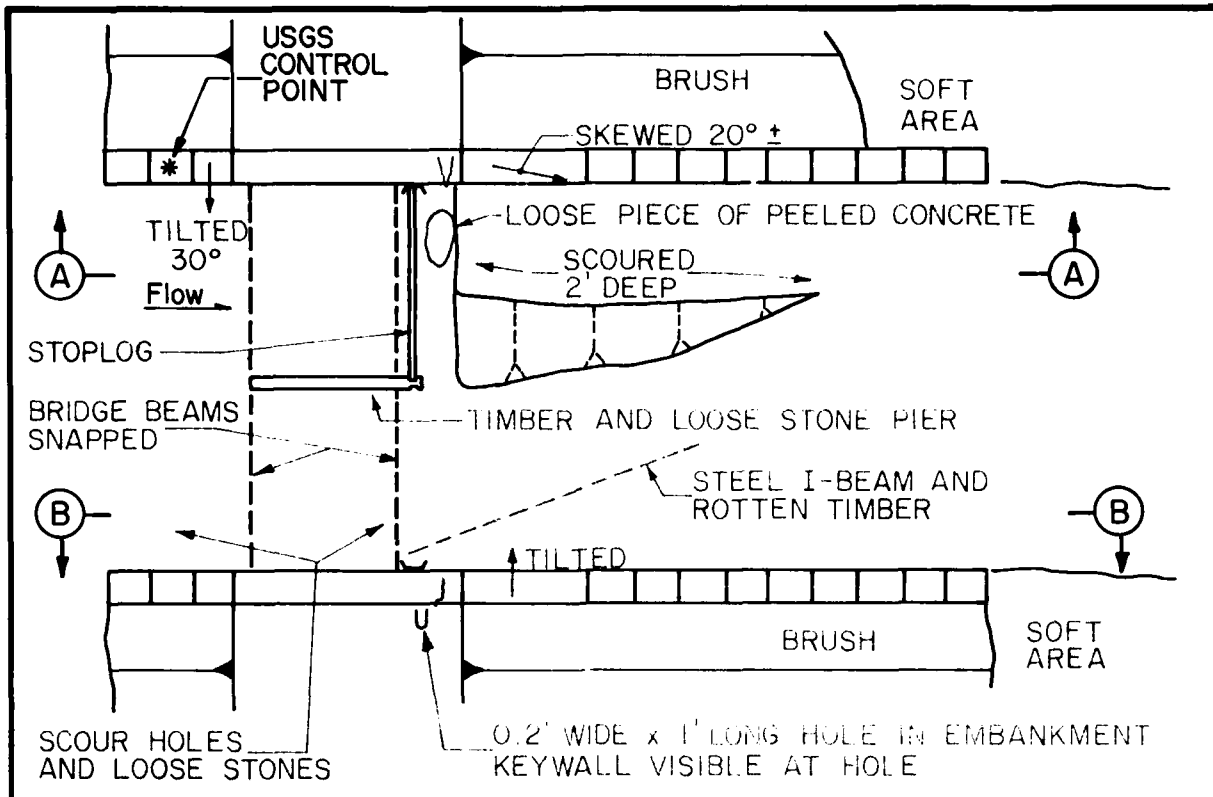 USGS
CONTROL
POINT
BRUSH
SOFT
AREA
SKEWED 20° ±
*
TILTED
30°
LOOSE PIECE OF PEELED CONCRETE
A
A
SCOURED
2' DEEP
Flow
STOPLOG
BRIDGE BEAMS
SNAPPED
TIMBER AND LOOSE STONE PIER
STEEL I-BEAM AND
ROTTEN TIMBER
B
B
TILTED
BRUSH
SOFT
AREA
SCOUR HOLES
AND LOOSE STONES
0.2' WIDE x 1' LONG HOLE IN EMBANKMENT
KEYWALL VISIBLE AT HOLE